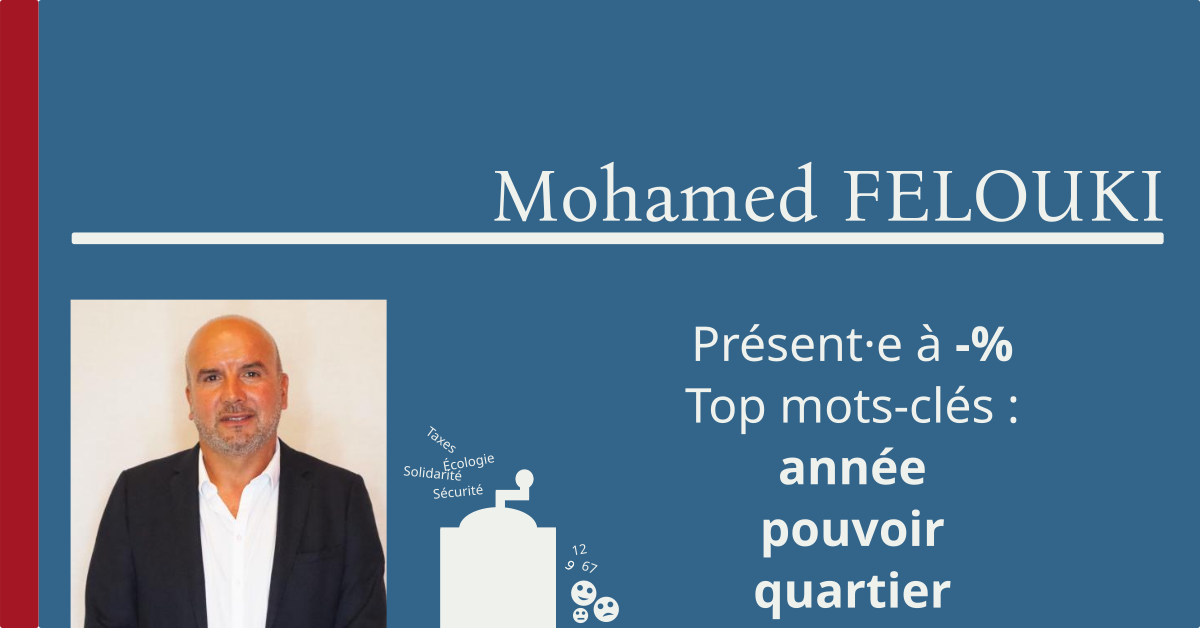 Mohamed FELOUKI
Présent·e à -%
Top mots-clés :
année
pouvoir
quartier
Taxes
Écologie
Solidarité
Sécurité
12
9 67